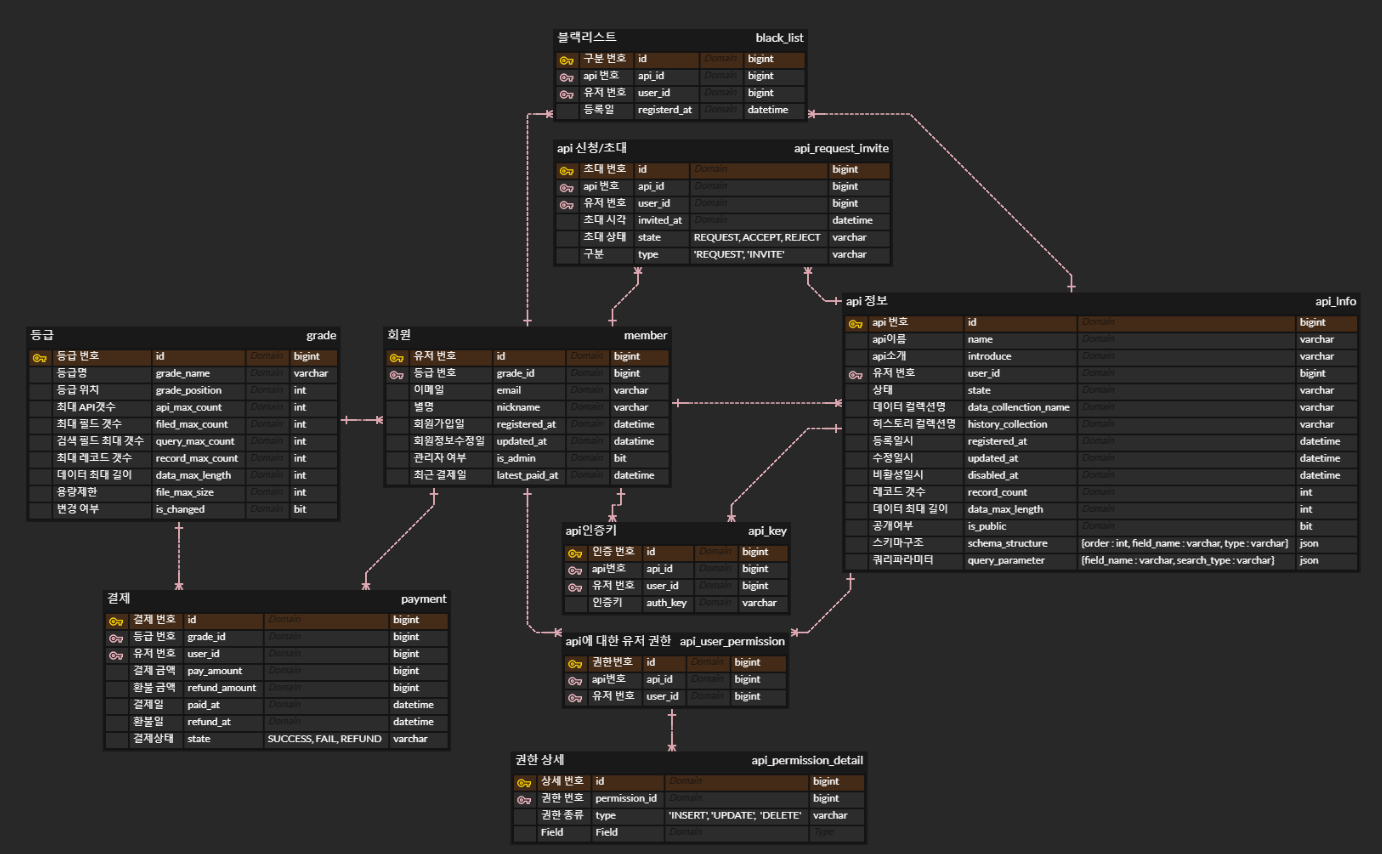 블랙리스트 black_list
구분 번호 id Domain bigint
api 번호 api_id Domain bigint
유저 번호 user_id Domain bigint
등록일 registerd_at Domain datetime
api 신청/초대 api_request_invite
초대 번호 id Domain bigint
api 번호 api_id Domain bigint
유저 번호 user_id Domain bigint
초대 시각 invited_at Domain datetime
초대 상태 state REQUEST, ACCEPT, REJECT varchar
구분 type 'REQUEST', 'INVITE' varchar
등급 grade
등급 번호 id Domain bigint
등급명 grade_name Domain varchar
등급 위치 grade_position Domain int
최대 API갯수 api_max_count Domain int
최대 필드 갯수 filed_max_count Domain int
검색 필드 최대 갯수 query_max_count Domain int
최대 레코드 갯수 record_max_count Domain int
데이터 최대 길이 data_max_length Domain int
용량제한 file_max_size Domain int
변경 여부 is_changed Domain bit
회원 member
유저 번호 id Domain bigint
등급 번호 grade_id Domain bigint
이메일 email Domain varchar
별명 nickname Domain varchar
회원가입일 registered_at Domain datetime
회원정보수정일 updated_at Domain datetime
관리자 여부 is_admin Domain bit
최근 결제일 latest_paid_at Domain datetime
api 정보 api_Info
api 번호 id Domain bigint
api이름 name Domain varchar
api소개 introduce Domain varchar
유저 번호 user_id Domain bigint
상태 state Domain varchar
데이터 컬렉션명 data_collenction_name Domain varchar
히스토리 컬렉션명 history_collection Domain varchar
등록일시 registered_at Domain datetime
수정일시 updated_at Domain datetime
비활성일시 disabled_at Domain datetime
레코드 갯수 record_count Domain int
데이터 최대 길이 data_max_length Domain int
공개여부 is_public Domain bit
스키마구조 schema_structure {order : int, field_name : varchar, type : varchar} json
쿼리파라미터 query_parameter {field_name : varchar, search_type : varchar} json
api인증키 api_key
인증 번호 id Domain bigint
api번호 api_id Domain bigint
유저 번호 user_id Domain bigint
인증키 auth_key Domain varchar
결제 payment
결제 번호 id Domain bigint
등급 번호 grade_id Domain bigint
유저 번호 user_id Domain bigint
결제 금액 pay_amount Domain bigint
환불 금액 refund_amount Domain bigint
결제일 paid_at Domain datetime
환불일 refund_at Domain datetime
결제상태 state SUCCESS, FAIL, REFUND varchar
api에 대한 유저 권한 api_user_permission
권한번호 id Domain bigint
api번호 api_id Domain bigint
유저 번호 user_id Domain bigint
권한 상세 api_permission_detail
상세 번호 id Domain bigint
권한 번호 permission_id Domain bigint
권한 종류 type 'INSERT', 'UPDATE', 'DELETE' varchar
Field Field Domain Type